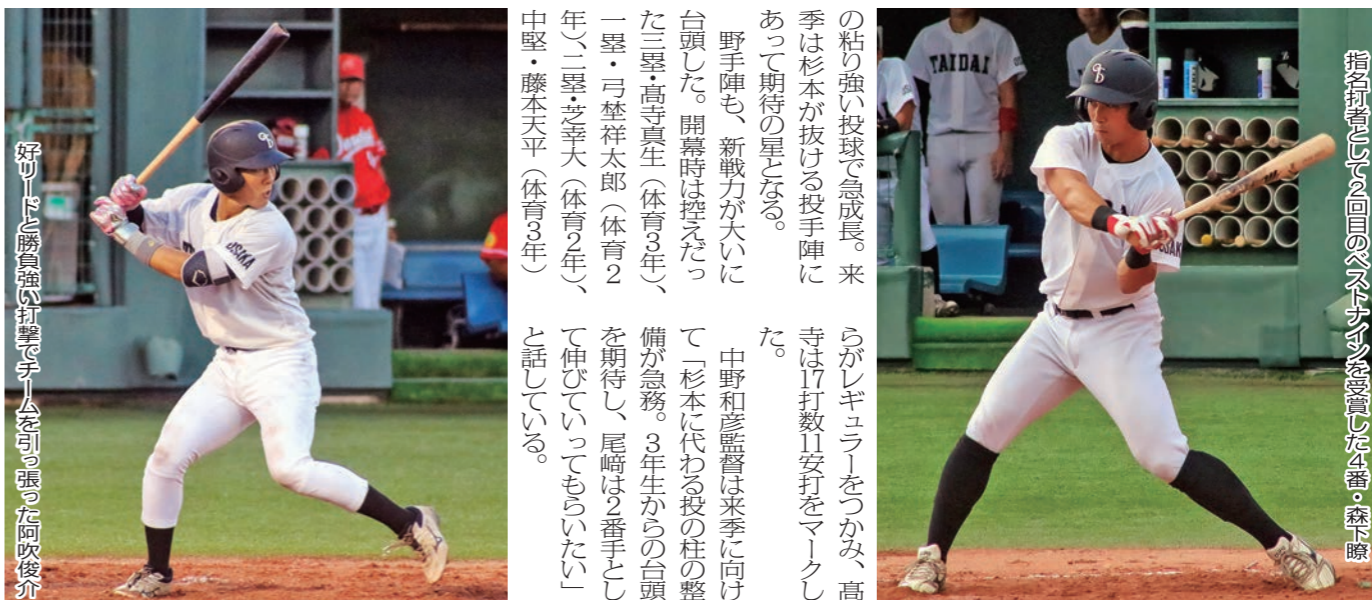 指名打者として2回目のベストナインを受賞した4番・森下瞭
TAIDAI
の粘り強い投球で急成長。来
季は杉本が抜ける投手陣に
あって期待の星となる。
野手陣も、新戦力が大いに
台頭した。開幕時は控えだっ
た三塁・髙寺真生（体育３年）、
一塁・弓埜祥太郎（体育２
年）、二塁・芝幸大（体育２年）、
中堅・藤本天平（体育３年）
らがレギュラーをつかみ、髙
寺は17打数11安打をマークし
た。
中野和彦監督は来季に向け
て「杉本に代わる投の柱の整
備が急務。３年生からの台頭
を期待し、尾﨑は２番手とし
て伸びていってもらいたい」
と話している。
OSAKA
好リードと勝負強い打撃でチームを引っ張った阿吹俊介